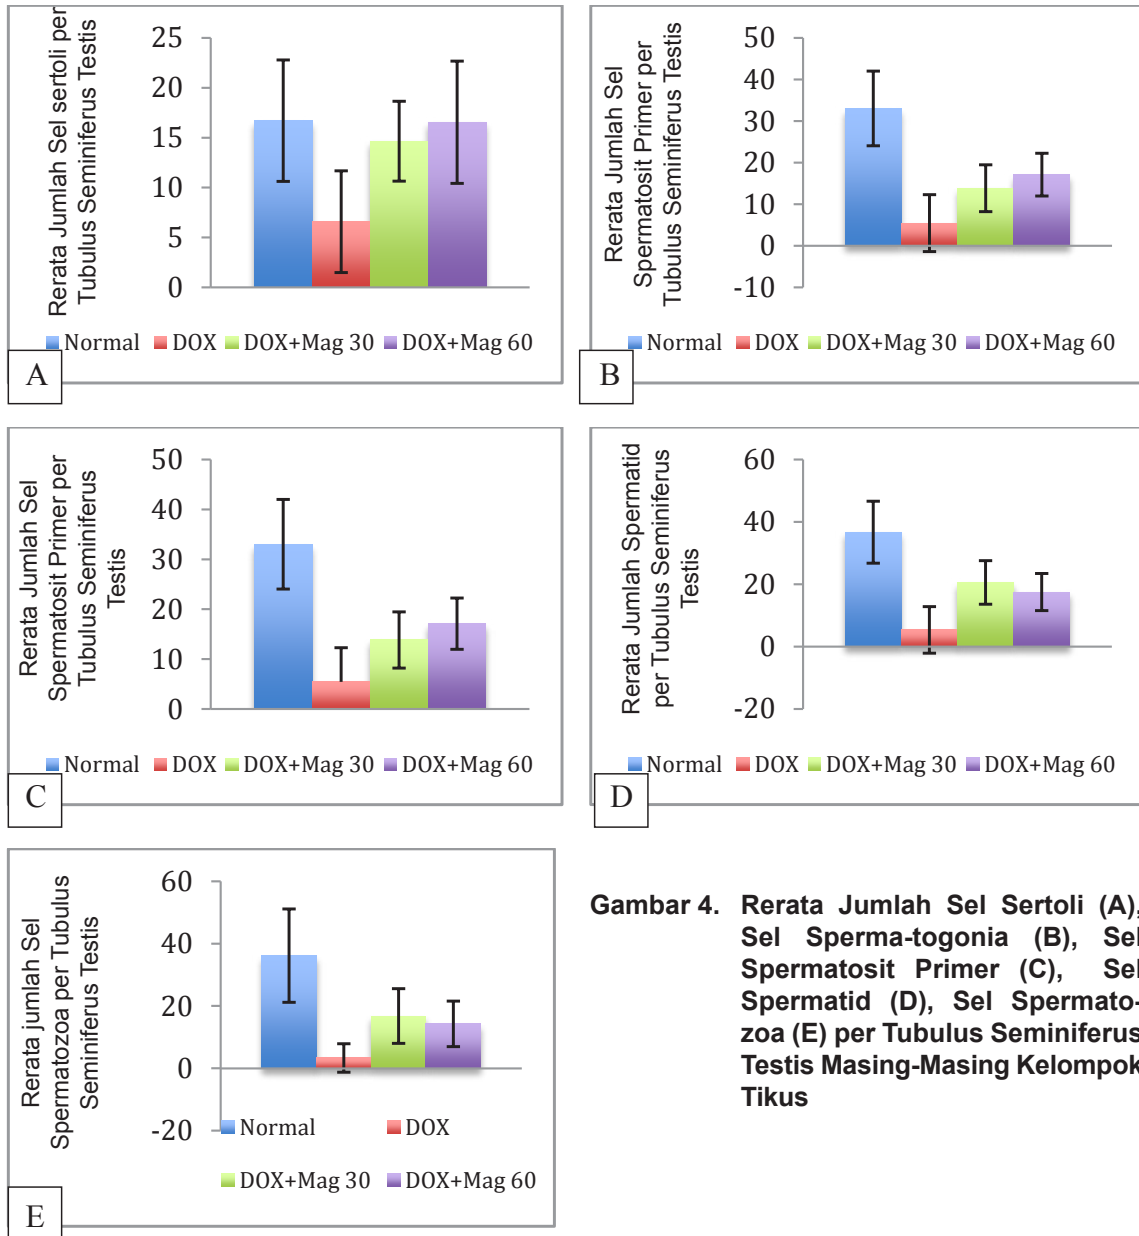 Rerata Jumlah Sel sertoli per
Tubulus Seminiferus Testis
25
20
15
10
5
0
Normal DOX DOX+Mag 30 DOX+Mag 60
A
Rerata Jumlah Sel
Spermatosit Primer per
Tubulus Seminiferus Testis
50
40
30
20
10
0
-10
Normal DOX DOX+Mag 30 DOX+Mag 60
B
Rerata Jumlah Sel
Spermatosit Primer per
Tubulus Seminiferus
Testis
50
40
30
20
10
0
Normal DOX DOX+Mag 30 DOX+Mag 60
C
Rerata Jumlah Spermatid
per Tubulus Seminiferus
Testis
60
40
20
0
-20
Normal DOX DOX+Mag 30 DOX+Mag 60
D
Rerata jumlah Sel
Spermatozoa per Tubulus
Seminiferus Testis
60
40
20
0
-20
Normal DOX
DOX+Mag 30 DOX+Mag 60
E
Gambar 4. Rerata Jumlah Sel Sertoli (A),
Sel Sperma-togonia (B), Sel
Spermatosit Primer (C), Sel
Spermatid (D), Sel Spermato-
zoa (E) per Tubulus Seminiferus
Testis Masing-Masing Kelompok
Tikus